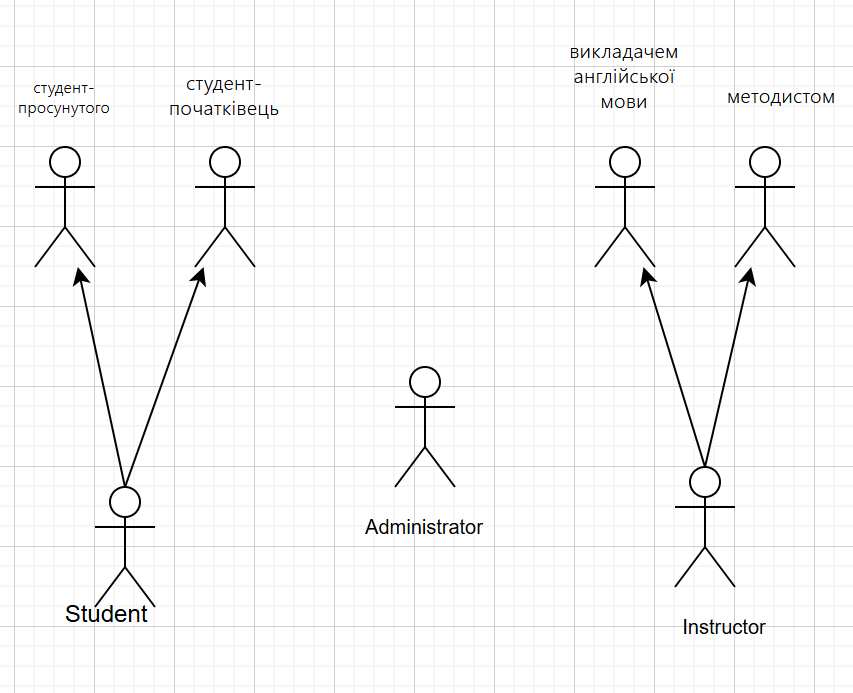 студент-
просунутого
студент-
початківець
викладачем
англійської
мови
методистом
Administrator
Student
Instructor